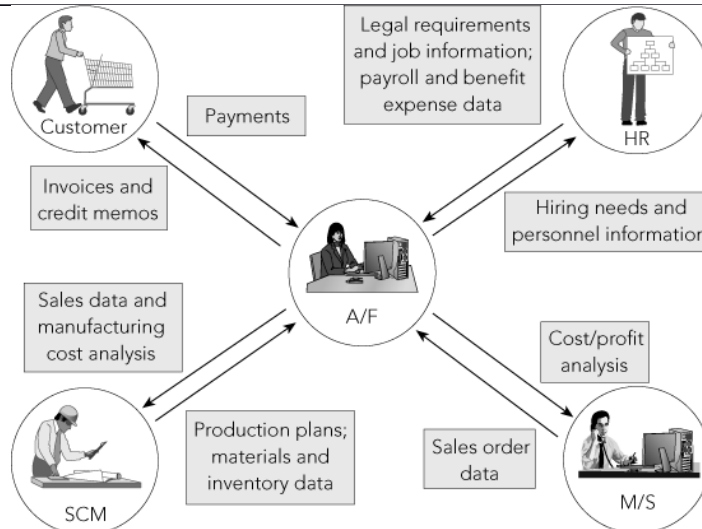 Legal requirements
and job information;
payroll and benefit
expense data
Customer
Payments
HR
Invoices and
credit memos
Hiring needs and
personnel information
A/F
Sales data and
manufacturing
cost analysis
Cost/profit
analysis
Production plans;
materials and
inventory data
Sales order
data
SCM
M/S